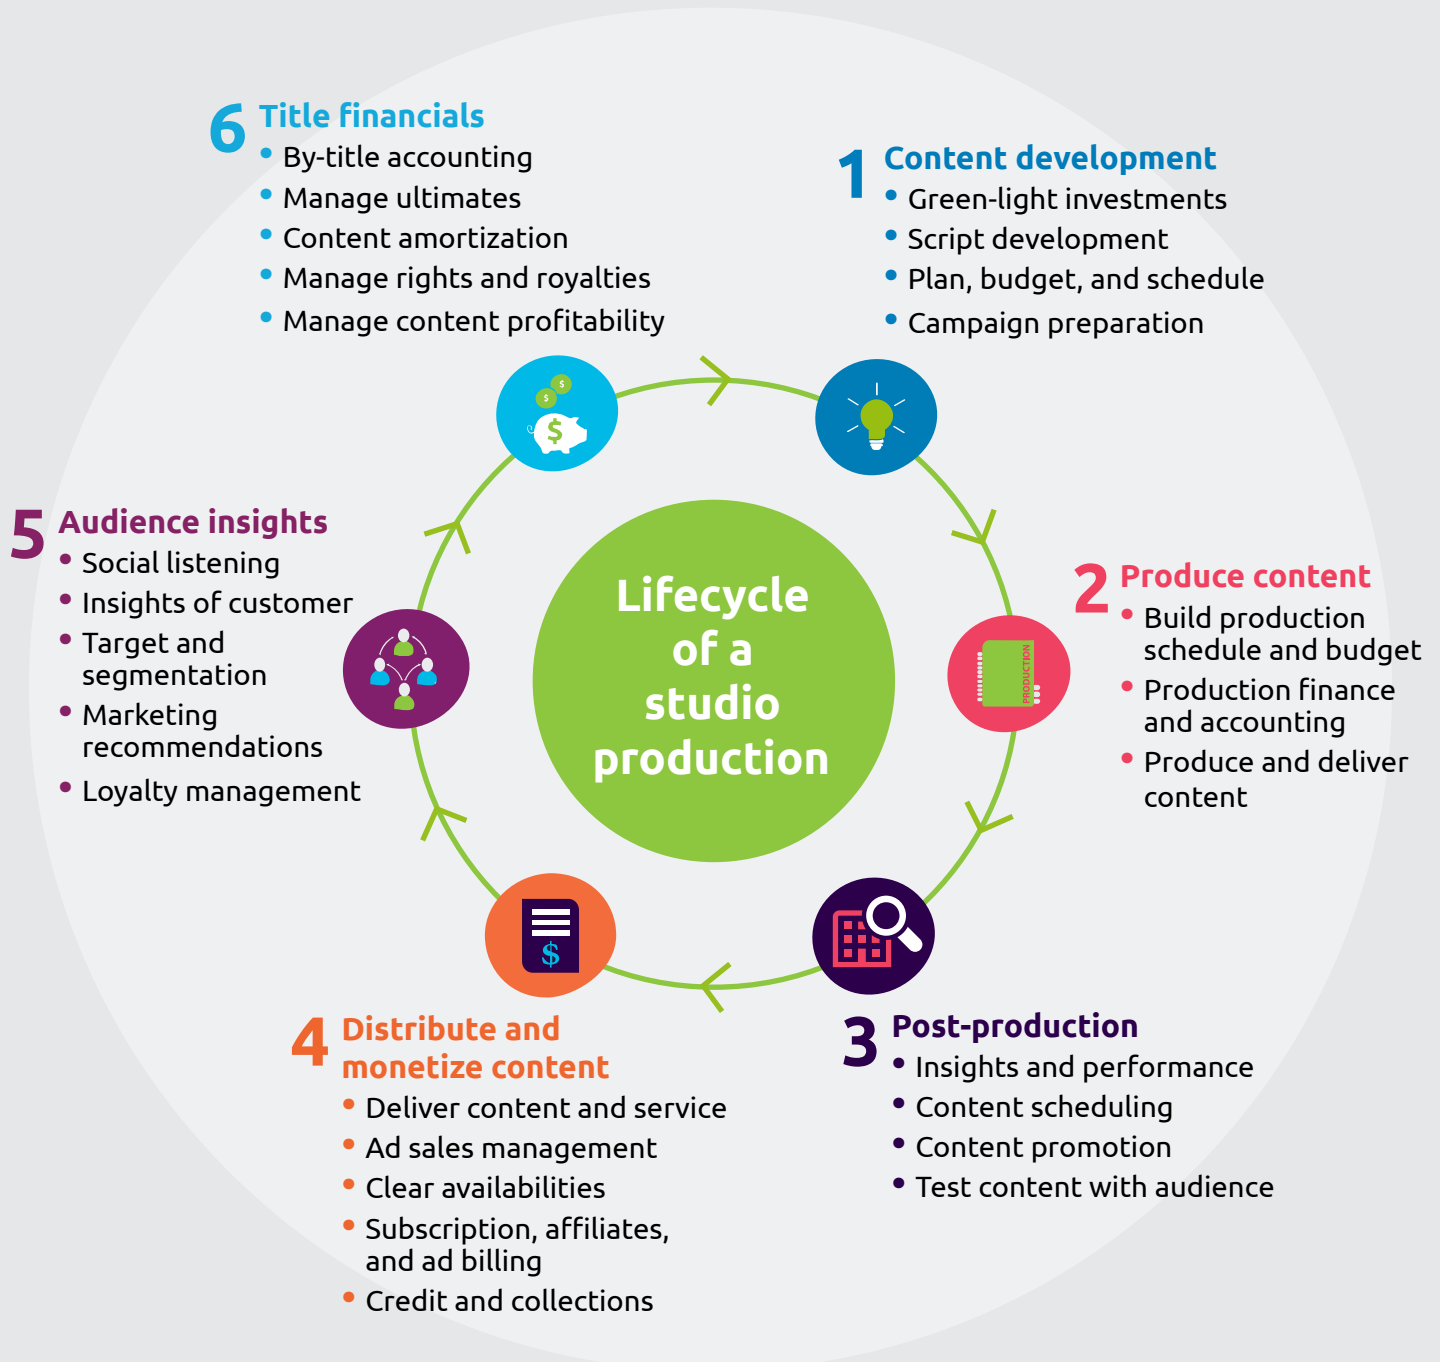 Lifecycle
of a
studio
production
1
Content development
• Green-light investments
• Script development
• Plan, budget, and schedule
• Campaign preparation
2
Produce content
• Build production
schedule and budget
• Production finance
and accounting
• Produce and deliver
content
PRODUCTION
3
Post-production
• Insights and performance
• Content scheduling
• Content promotion
• Test content with audience
4
Distribute and
monetize content
• Deliver content and service
• Ad sales management
• Clear availabilities
• Subscription, affiliates,
and ad billing
• Credit and collections
$
5
Audience insights
• Social listening
• Insights of customer
• Target and
segmentation
• Marketing
recommendations
• Loyalty management
6
Title financials
• By-title accounting
• Manage ultimates
• Content amortization
• Manage rights and royalties
• Manage content profitability
$
$
$